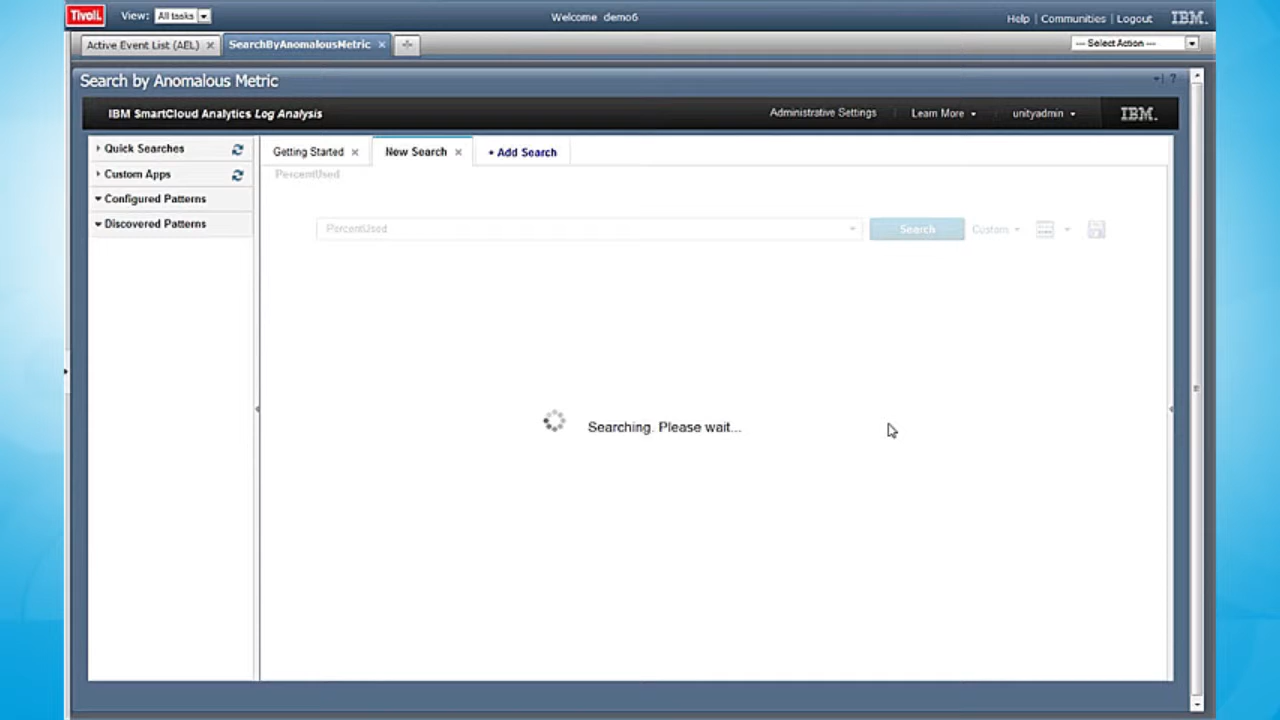 Tivoli. View: All tasks Welcome demo6 Help | Communities | Logout IBM.
Active Event List (AEL) SearchByAnomalousMetric --- Select Action ---
Search by Anomalous Metric ?
IBM SmartCloud Analytics Log Analysis Administrative Settings Learn More unityadmin IBM.
Quick Searches Getting Started New Search + Add Search
Custom Apps PercentUsed
Configured Patterns
Discovered Patterns PercentUsed Search Custom
Searching. Please wait...